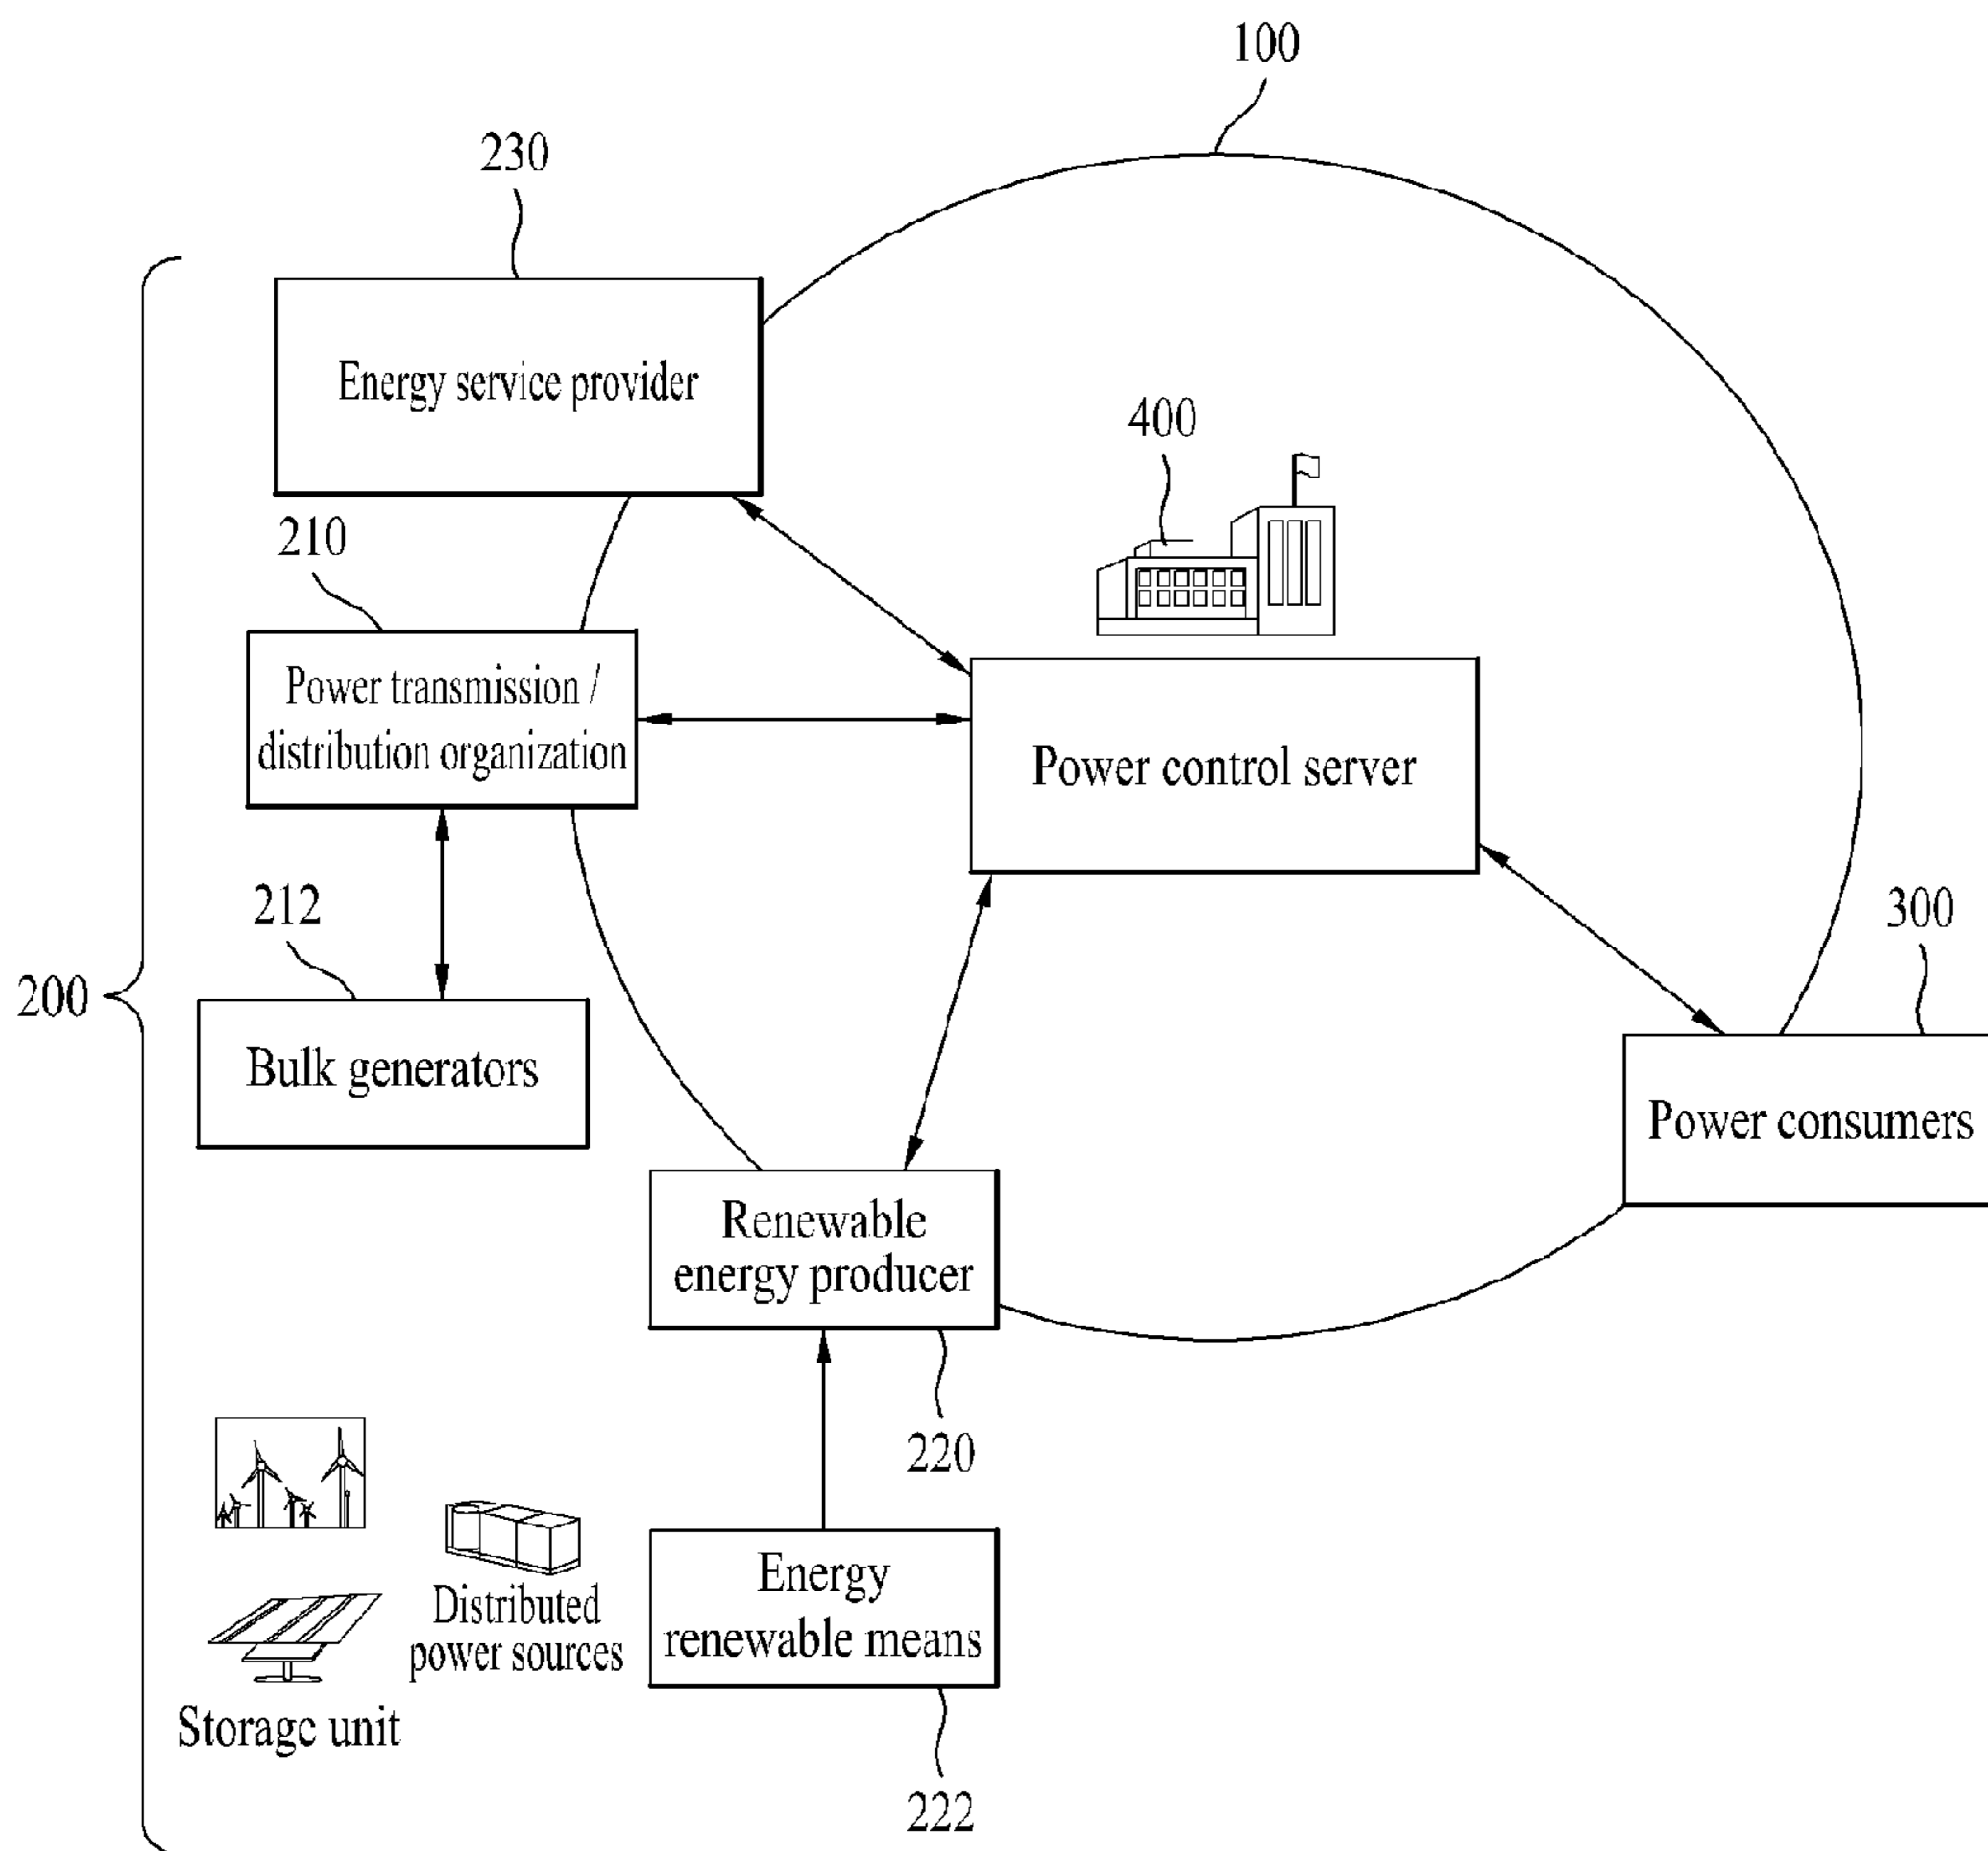 100
230
Energy service provider
400
210
Power transmission /
distribution organization
Power control server
212
300
200
Bulk generators
Power consumers
Renewable
energy producer
220
Distributed
power sources
Energy
renewable means
Storage unit
222